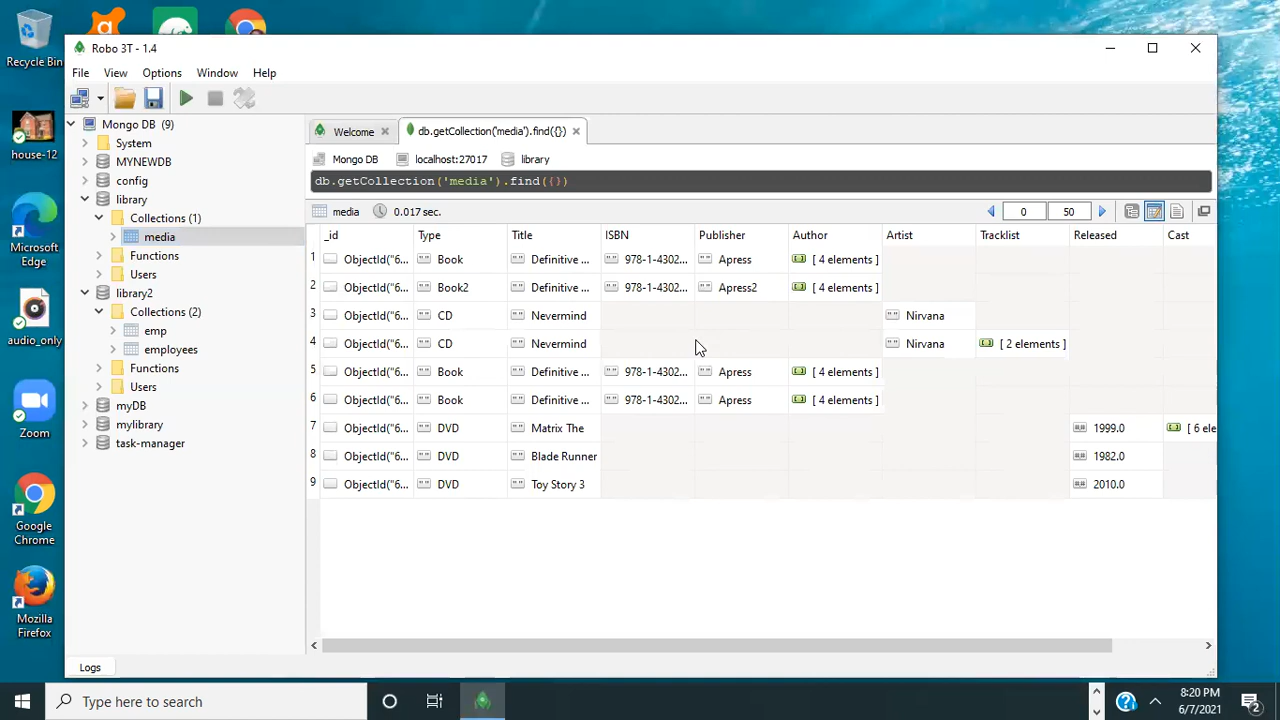 Recycle Bin
house-12
Microsoft
Edge
audio_only
Zoom
Google
Chrome
Mozilla
Firefox
Robo 3T - 1.4
File View Options Window Help
Mongo DB (9)
System
MYNEWDB
config
library
Collections (1)
media
Functions
Users
library2
Collections (2)
emp
employees
Functions
Users
myDB
mylibrary
task-manager
Welcome db.getCollection('media').find({})
Mongo DB localhost:27017 library
db.getCollection('media').find({})
media 0.017 sec. 0 50
_id Type Title ISBN Publisher Author Artist Tracklist Released Cast
1 ObjectId("6... Book Definitive ... 978-1-4302... Apress [ 4 elements ]
2 ObjectId("6... Book2 Definitive ... 978-1-4302... Apress2 [ 4 elements ]
3 ObjectId("6... CD Nevermind Nirvana
4 ObjectId("6... CD Nevermind Nirvana [ 2 elements ]
5 ObjectId("6... Book Definitive ... 978-1-4302... Apress [ 4 elements ]
6 ObjectId("6... Book Definitive ... 978-1-4302... Apress [ 4 elements ]
7 ObjectId("6... DVD Matrix The 1999.0 [ 6 ele
8 ObjectId("6... DVD Blade Runner 1982.0
9 ObjectId("6... DVD Toy Story 3 2010.0
Logs
Type here to search
8:20 PM
6/7/2021
2